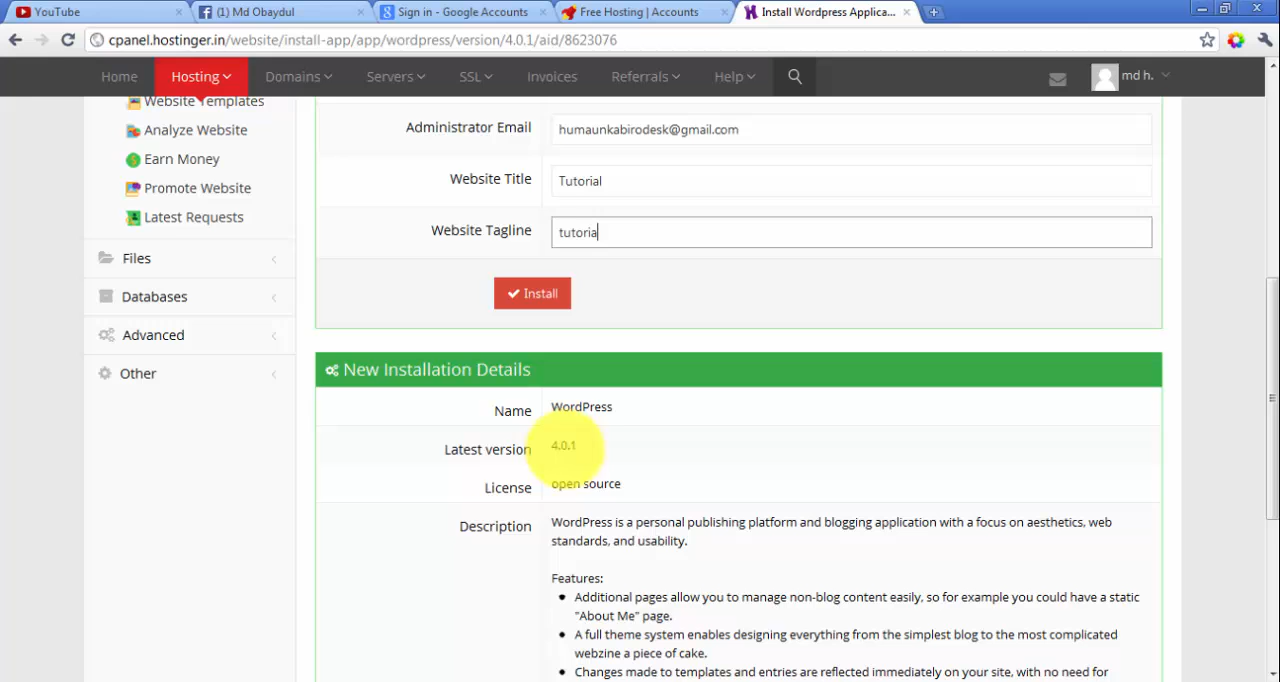 YouTube
(1) Md Obaydul
Sign in - Google Accounts
Free Hosting | Accounts
Install Wordpress Applica...
cpanel.hostinger.in/website/install-app/app/wordpress/version/4.0.1/aid/8623076
Home Hosting Domains Servers SSL Invoices Referrals Help md h.
Website Templates
Analyze Website
Earn Money
Promote Website
Latest Requests
Files
Databases
Advanced
Other
Administrator Email humaunkabirodesk@gmail.com
Website Title Tutorial
Website Tagline tutoria
Install
New Installation Details
Name WordPress
Latest version 4.0.1
License open source
Description WordPress is a personal publishing platform and blogging application with a focus on aesthetics, web
standards, and usability.
Features:
Additional pages allow you to manage non-blog content easily, so for example you could have a static
"About Me" page.
A full theme system enables designing everything from the simplest blog to the most complicated
webzine a piece of cake.
Changes made to templates and entries are reflected immediately on your site, with no need for